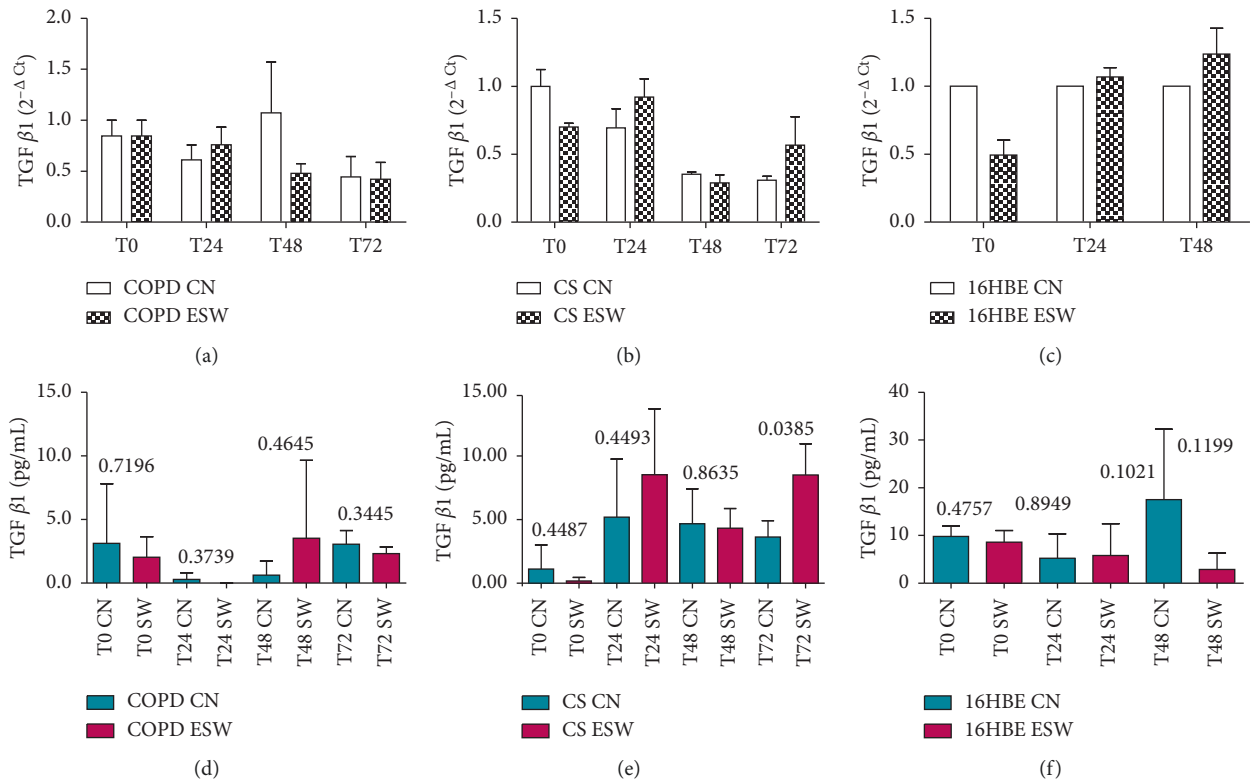 TGF β1 (2^−Δ Ct)
2.0
1.5
1.0
0.5
0.0
T0
T24
T48
T72
COPD CN
COPD ESW
(a)
TGF β1 (2^−Δ Ct)
1.5
1.0
0.5
0.0
T0
T24
T48
T72
CS CN
CS ESW
(b)
TGF β1 (2^−Δ Ct)
1.5
1.0
0.5
0.0
T0
T24
T48
16HBE CN
16HBE ESW
(c)
TGF β1 (pg/mL)
15.0
10.0
5.0
0.0
0.7196
0.3739
0.4645
0.3445
T0 CN
T0 SW
T24 CN
T24 SW
T48 CN
T48 SW
T72 CN
T72 SW
COPD CN
COPD ESW
(d)
TGF β1 (pg/mL)
15.00
10.00
5.00
0.00
0.4487
0.4493
0.8635
0.0385
T0 CN
T0 SW
T24 CN
T24 SW
T48 CN
T48 SW
T72 CN
T72 SW
CS CN
CS ESW
(e)
TGF β1 (pg/mL)
40
30
20
10
0
0.4757
0.8949
0.1021
0.1199
T0 CN
T0 SW
T24 CN
T24 SW
T48 CN
T48 SW
16HBE CN
16HBE ESW
(f)